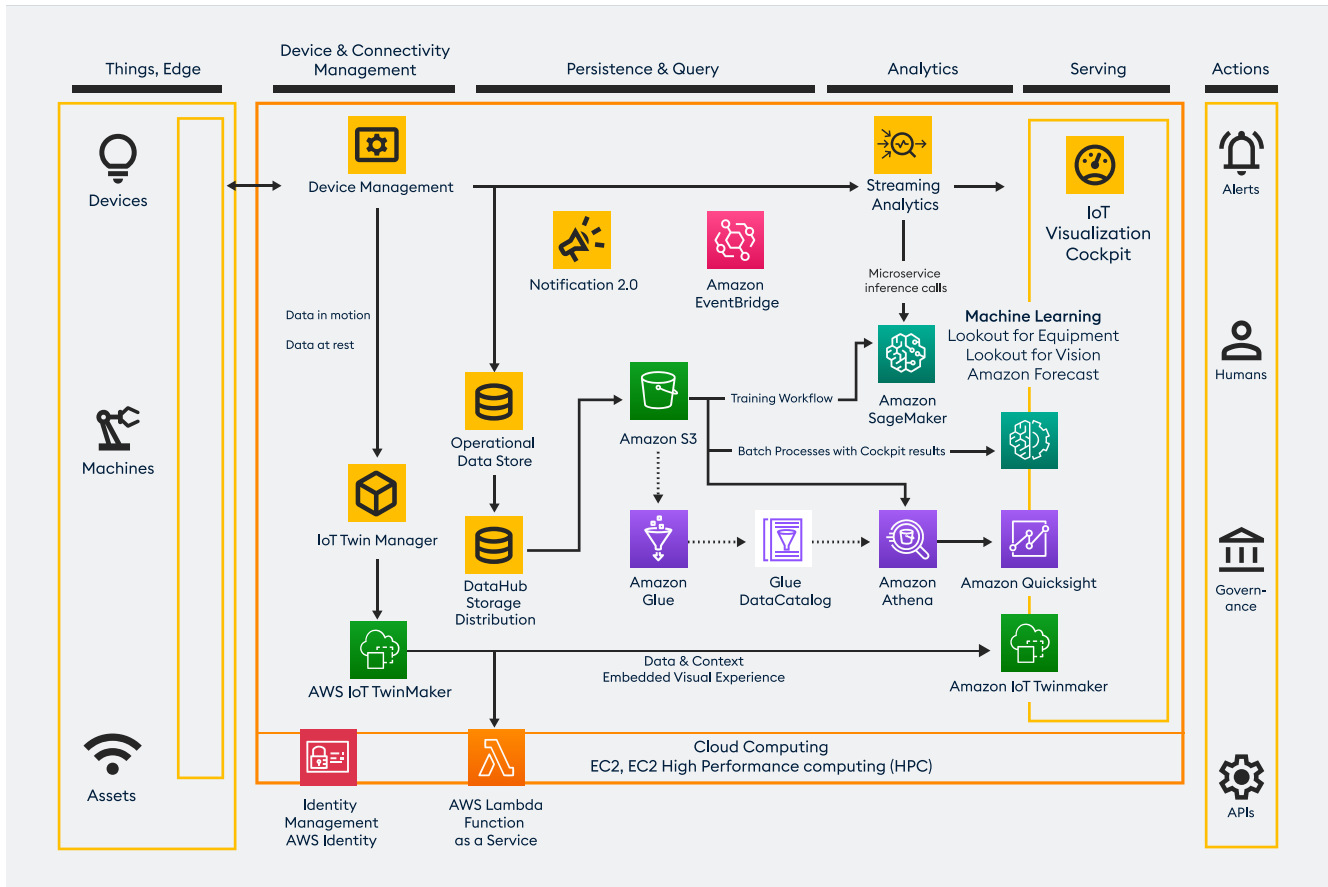 Things, Edge
Device & Connectivity
Management
Persistence & Query
Analytics
Serving
Actions
Devices
Machines
Assets
Device Management
Data in motion
Data at rest
IoT Twin Manager
AWS IoT TwinMaker
Notification 2.0
Amazon
EventBridge
Operational
Data Store
DataHub
Storage
Distribution
Amazon S3
Amazon
Glue
Glue
DataCatalog
Streaming
Analytics
Microservice
inference calls
Training Workflow
Amazon
SageMaker
Batch Processes with Cockpit results
Amazon
Athena
Data & Context
Embedded Visual Experience
IoT
Visualization
Cockpit
Machine Learning
Lookout for Equipment
Lookout for Vision
Amazon Forecast
Amazon Quicksight
Amazon IoT Twinmaker
Cloud Computing
EC2, EC2 High Performance computing (HPC)
Identity
Management
AWS Identity
AWS Lambda
Function
as a Service
Alerts
Humans
Govern-
ance
APIs